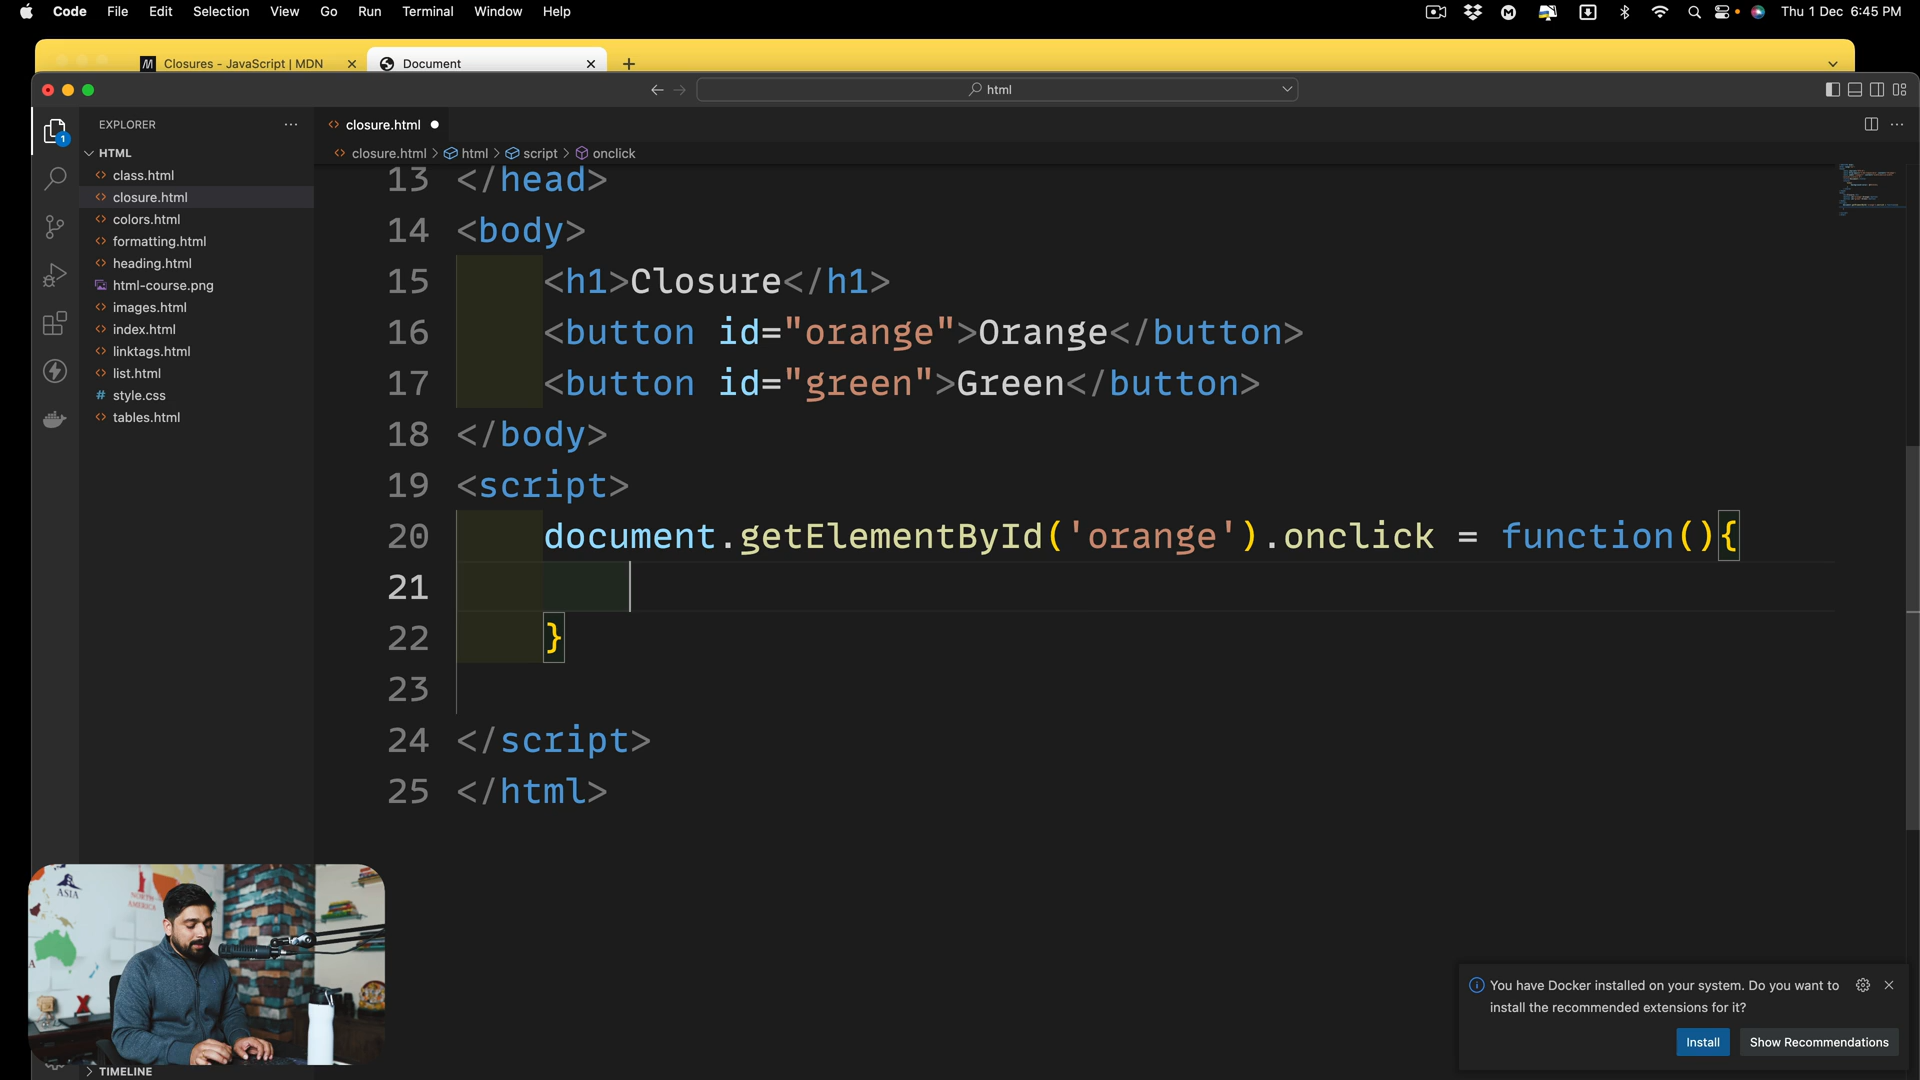 Code File Edit Selection View Go Run Terminal Window Help
Thu 1 Dec 6:45 PM
Closures - JavaScript | MDN
Document
html
EXPLORER
closure.html
HTML
closure.html > html > script > onclick
class.html
closure.html
colors.html
formatting.html
heading.html
html-course.png
images.html
index.html
linktags.html
list.html
style.css
tables.html
1
13 </head>
14 <body>
15 <h1>Closure</h1>
16 <button id="orange">Orange</button>
17 <button id="green">Green</button>
18 </body>
19 <script>
20 document.getElementById('orange').onclick = function(){
21
22 }
23
24 </script>
25 </html>
ASIA
NORTH
AMERICA
TIMELINE
You have Docker installed on your system. Do you want to
install the recommended extensions for it?
Install
Show Recommendations